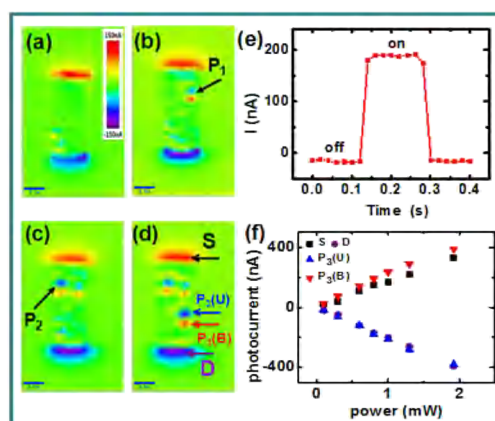 (a)
150nA
-150nA
(b)
P1
(c)
P2
(d)
S
P3(U)
P3(B)
D
(e)
I (nA)
200
100
0
on
off
0.0 0.1 0.2 0.3 0.4
Time (s)
(f)
photocurrent (nA)
400
0
-400
S D
P3(U)
P3(B)
0 1 2
power (mW)